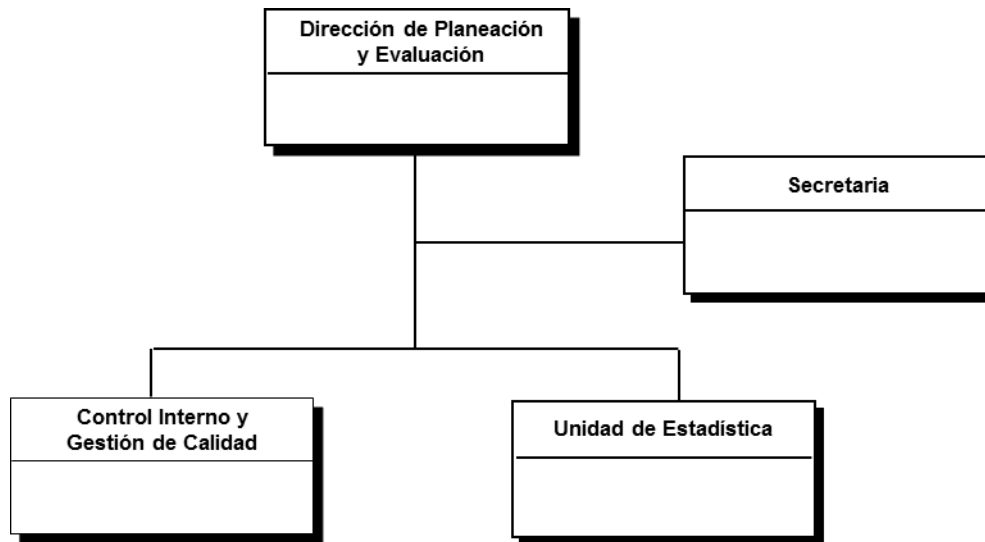 Dirección de Planeación
y Evaluación
Secretaria
Control Interno y
Gestión de Calidad
Unidad de Estadística